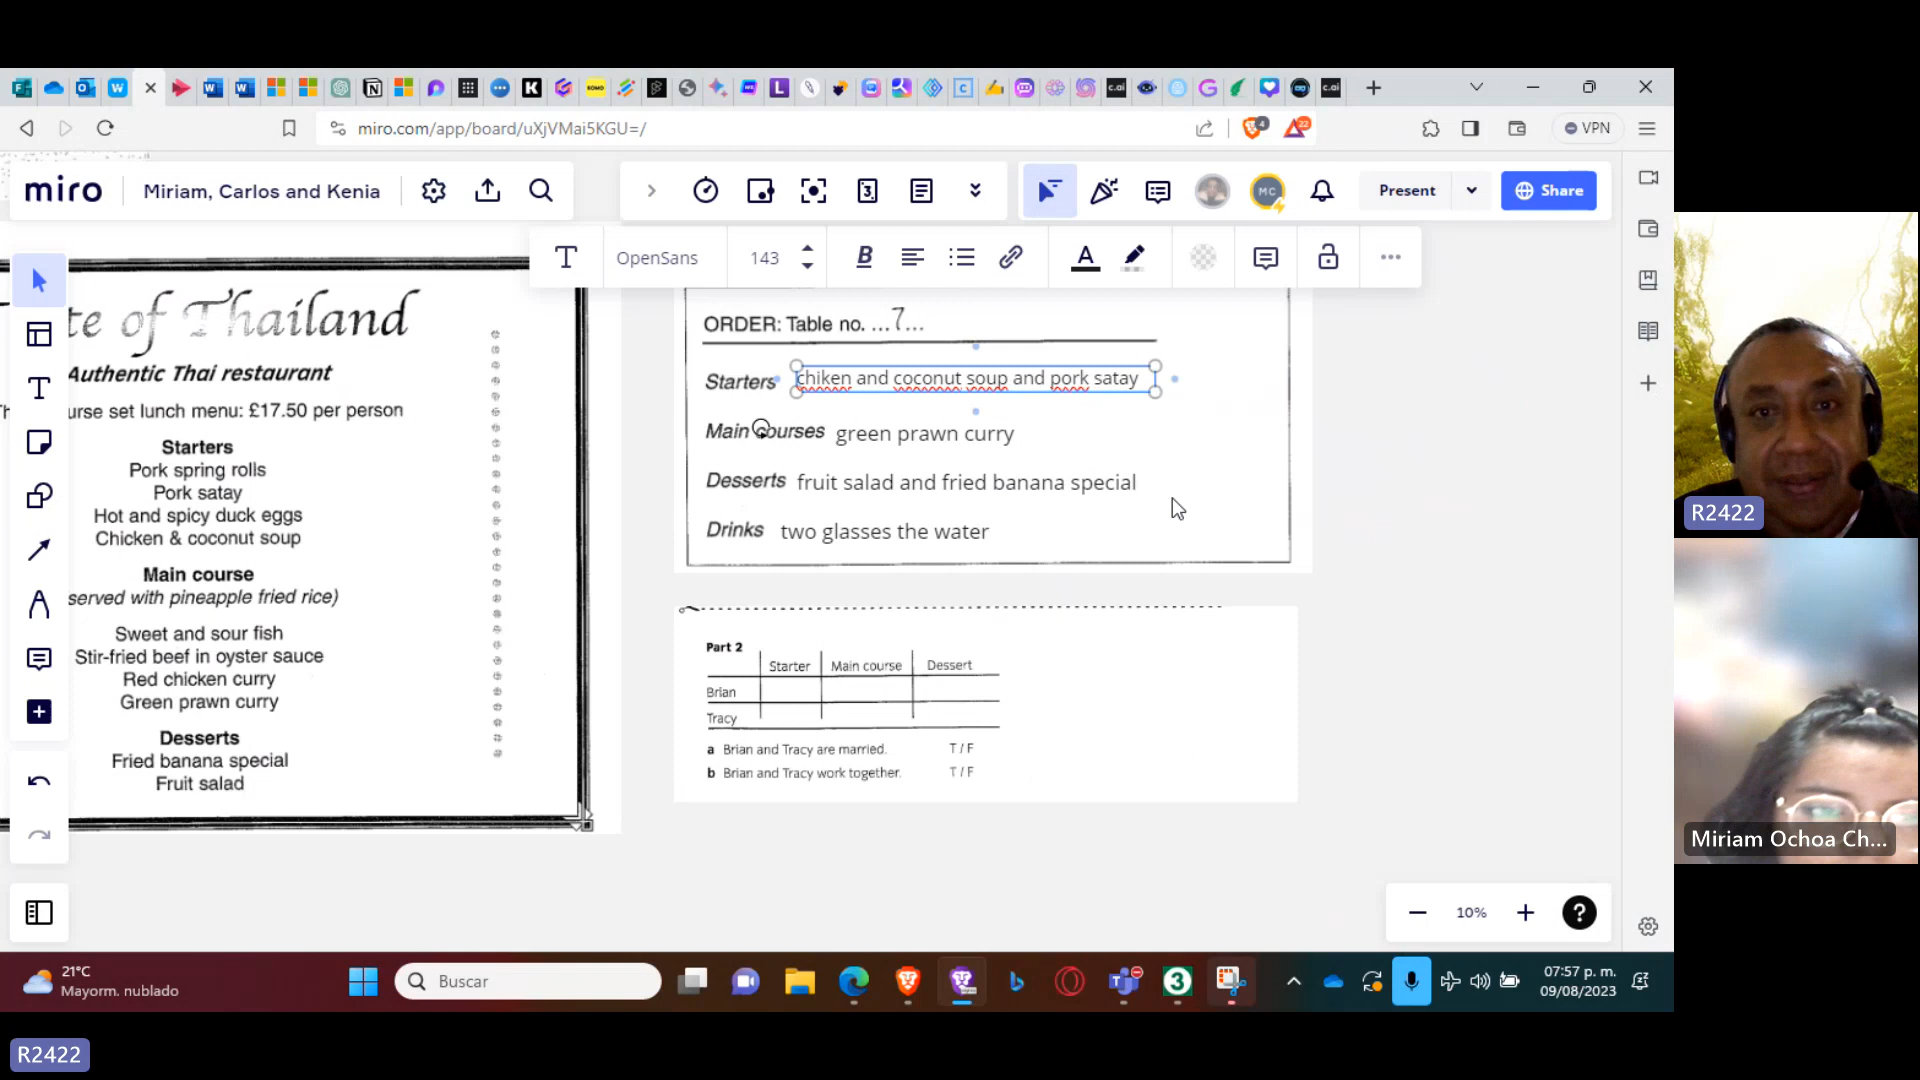 miro.com/app/board/uXjVMai5KGU=/
VPN
miro
Miriam, Carlos and Kenia
MC
Present
Share
OpenSans
143
te of Thailand
Authentic Thai restaurant
urse set lunch menu: £17.50 per person
Starters
Pork spring rolls
Pork satay
Hot and spicy duck eggs
Chicken & coconut soup
Main course
served with pineapple fried rice)
Sweet and sour fish
Stir-fried beef in oyster sauce
Red chicken curry
Green prawn curry
Desserts
Fried banana special
Fruit salad
ORDER: Table no. ...7...
Starters chiken and coconut soup and pork satay
Main courses green prawn curry
Desserts fruit salad and fried banana special
Drinks two glasses the water
Part 2
Starter Main course Dessert
Brian
Tracy
a Brian and Tracy are married. T / F
b Brian and Tracy work together. T / F
10%
R2422
Miriam Ochoa Ch...
21°C
Mayorm. nublado
Buscar
07:57 p. m.
09/08/2023
R2422